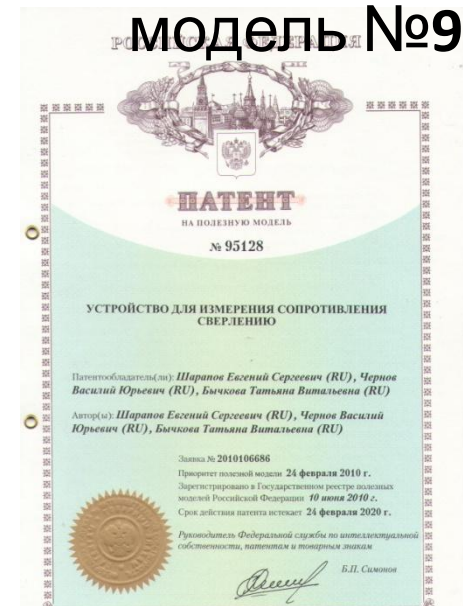 модель №9
РОССИЙСКАЯ ФЕДЕРАЦИЯ
ПАТЕНТ
НА ПОЛЕЗНУЮ МОДЕЛЬ
№ 95128
УСТРОЙСТВО ДЛЯ ИЗМЕРЕНИЯ СОПРОТИВЛЕНИЯ
СВЕРЛЕНИЮ
Патентообладатель(ли): Шарапов Евгений Сергеевич (RU), Чернов
Василий Юрьевич (RU), Бычкова Татьяна Витальевна (RU)
Автор(ы): Шарапов Евгений Сергеевич (RU), Чернов Василий
Юрьевич (RU), Бычкова Татьяна Витальевна (RU)
Заявка № 2010106686
Приоритет полезной модели 24 февраля 2010 г.
Зарегистрировано в Государственном реестре полезных
моделей Российской Федерации 10 июня 2010 г.
Срок действия патента истекает 24 февраля 2020 г.
Руководитель Федеральной службы по интеллектуальной
собственности, патентам и товарным знакам
Б.П. Симонов